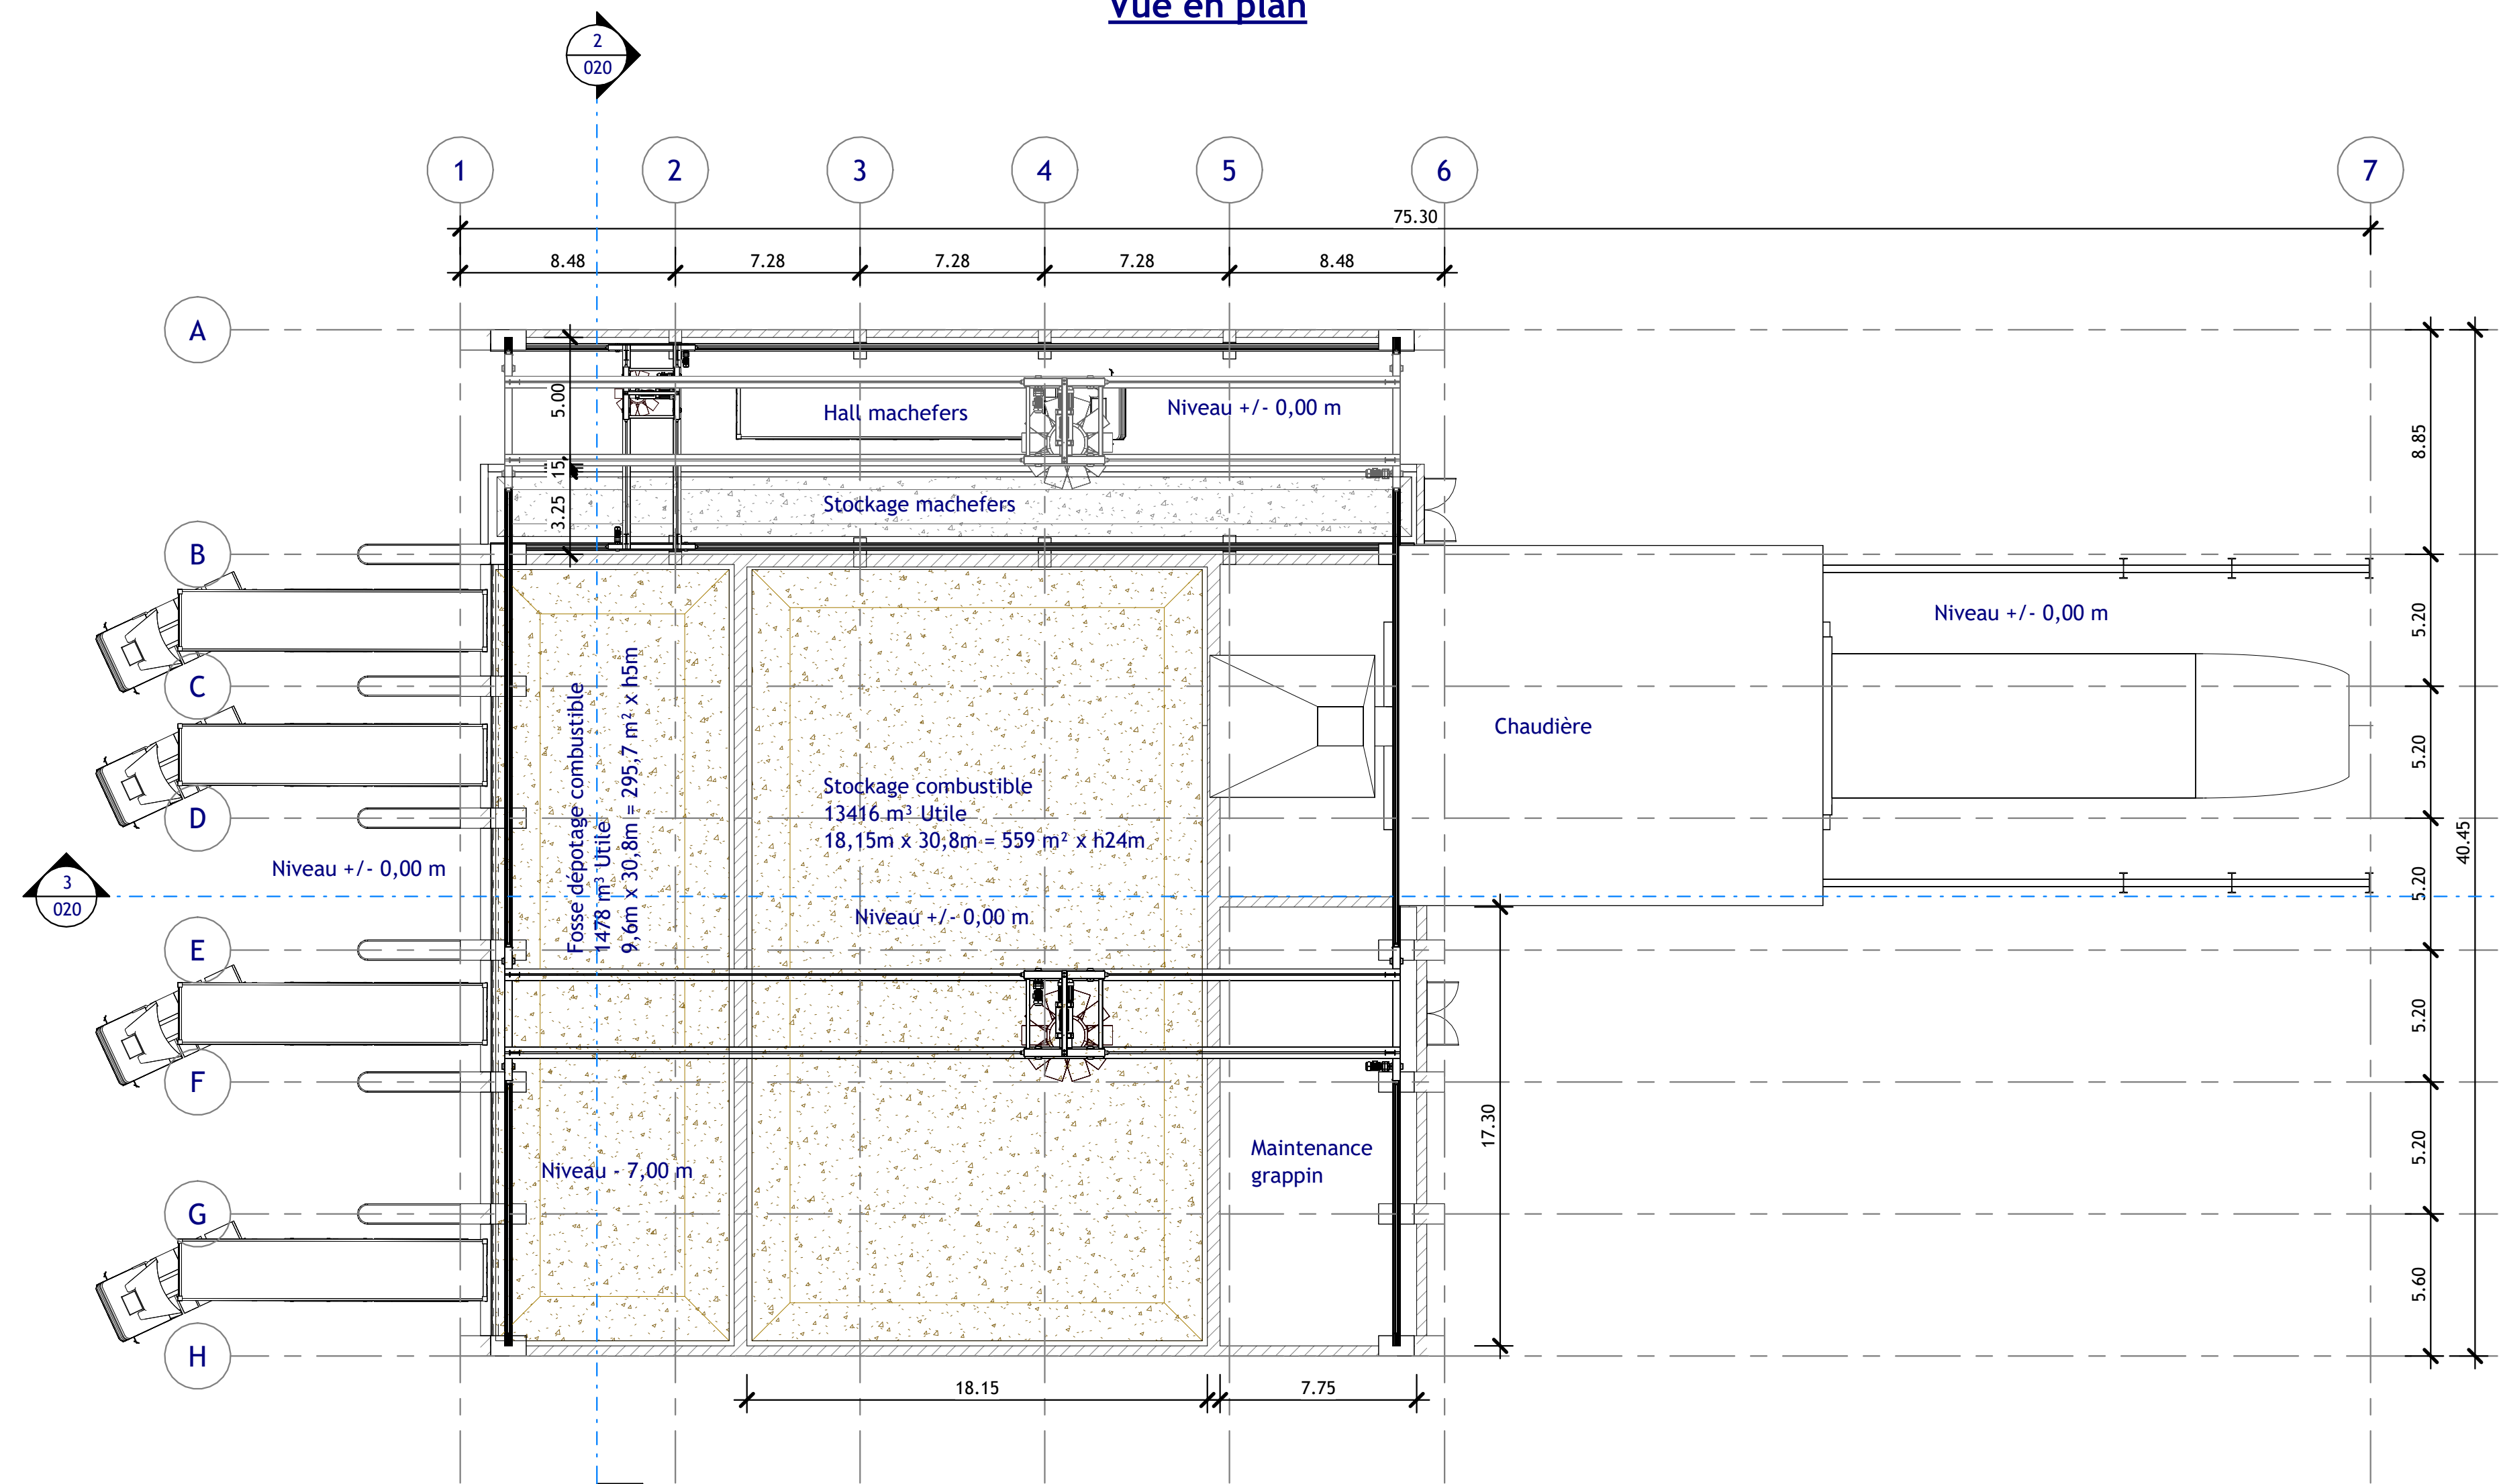 Vue en plan
2
020
1
2
3
4
5
6
7
75.30
8.48
7.28
7.28
7.28
8.48
A
5.00
Hall machefers
Niveau +/- 0,00 m
8.85
15
3.25
Stockage machefers
B
Niveau +/- 0,00 m
5.20
C
Chaudière
5.20
Fosse dépotage combustible
1478 m³ Utile
9,6m x 30,8m = 295,7 m² x h5m
Stockage combustible
13416 m³ Utile
18,15m x 30,8m = 559 m² x h24m
D
40.45
Niveau +/- 0,00 m
3
020
5.20
Niveau +/- 0,00 m
E
5.20
F
17.30
Maintenance
grappin
5.20
Niveau - 7,00 m
G
5.60
H
18.15
7.75